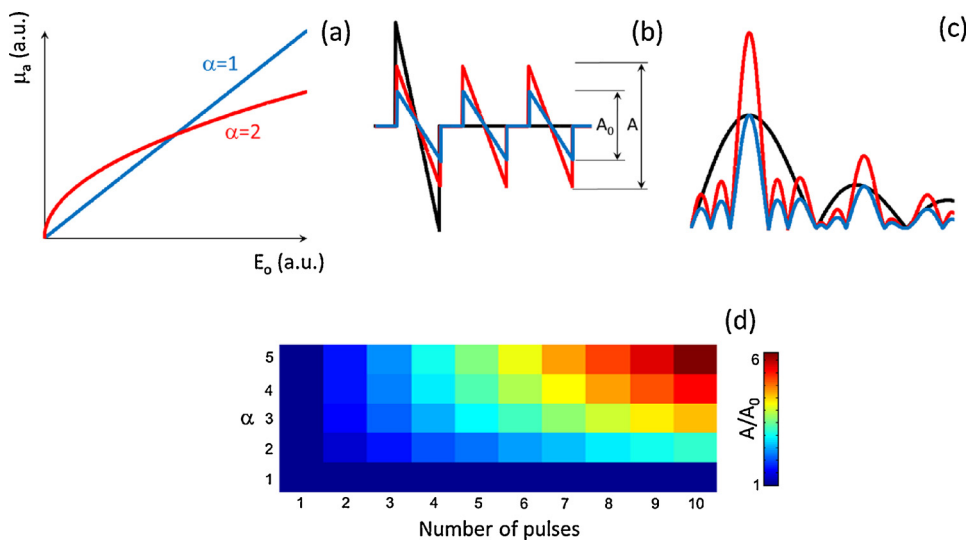 (a)
μa (a.u.)
α=1
α=2
Eo (a.u.)
(b)
A0 A
(c)
(d)
5
4
α 3
2
1
1 2 3 4 5 6 7 8 9 10
Number of pulses
6
A/A0
1